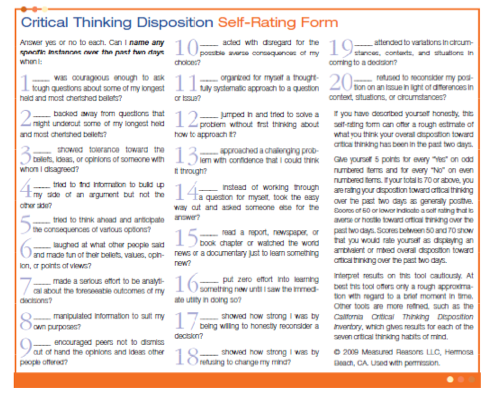 Critical Thinking Disposition Self-Rating Form
Answer yes or no to each. Can I name any
specific instances over the past two days
when I:
1 ____ was courageous enough to ask
tough questions about some of my longest
held and most cherished beliefs?
2 ____ backed away from questions that
might undercut some of my longest held
and most cherished beliefs?
3 ____ showed tolerance toward the
beliefs, ideas, or opinions of someone with
whom I disagreed?
4 ____ tried to find information to build up
my side of an argument but not the
other side?
5 ____ tried to think ahead and anticipate
the consequences of various options?
6 ____ laughed at what other people said
and made fun of their beliefs, values, opin-
ion, or points of views?
7 ____ made a serious effort to be analyti-
cal about the foreseeable outcomes of my
decisions?
8 ____ manipulated information to suit my
own purposes?
9 ____ encouraged peers not to dismiss
out of hand the opinions and ideas other
people offered?
10 ____ acted with disregard for the
possible averse consequences of my
choices?
11 ____ organized for myself a thought-
fully systematic approach to a question
or issue?
12 ____ jumped in and tried to solve a
problem without first thinking about
how to approach it?
13 ____ approached a challenging prob-
lem with confidence that I could think
it through?
14 ____ instead of working through
a question for myself, took the easy
way out and asked someone else for the
answer?
15 ____ read a report, newspaper, or
book chapter or watched the world
news or a documentary just to learn something
new?
16 ____ put zero effort into learning
something new until I saw the immedi-
ate utility in doing so?
17 ____ showed how strong I was by
being willing to honestly reconsider a
decision?
18 ____ showed how strong I was by
refusing to change my mind?
19 ____ attended to variations in circum-
stances, contexts, and situations in
coming to a decision?
20 ____ refused to reconsider my posi-
tion on an issue in light of differences in
context, situations, or circumstances?
If you have described yourself honestly, this
self-rating form can offer a rough estimate of
what you think your overall disposition toward
critical thinking has been in the past two days.
Give yourself 5 points for every "Yes" on odd
numbered items and for every "No" on even
numbered items. If your total is 70 or above, you
are rating your disposition toward critical thinking
over the past two days as generally positive.
Scores of 50 or lower indicate a self rating that is
averse or hostile toward critical thinking over the
past two days. Scores between 50 and 70 show
that you would rate yourself as displaying an
ambivalent or mixed overall disposition toward
critical thinking over the past two days.
Interpret results on this tool cautiously. At
best this tool offers only a rough approxima-
tion with regard to a brief moment in time.
Other tools are more refined, such as the
California Critical Thinking Disposition
Inventory, which gives results for each of the
seven critical thinking habits of mind.
© 2009 Measured Reasons LLC, Hermosa
Beach, CA. Used with permission.